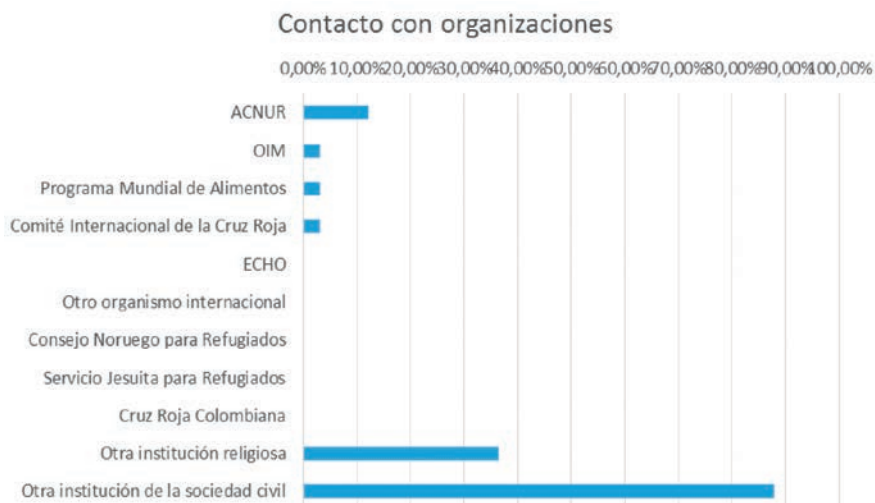 Contacto con organizaciones
0,00% 10,00% 20,00% 30,00% 40,00% 50,00% 60,00% 70,00% 80,00% 90,00% 100,00%
ACNUR
OIM
Programa Mundial de Alimentos
Comité Internacional de la Cruz Roja
ECHO
Otro organismo internacional
Consejo Noruego para Refugiados
Servicio Jesuita para Refugiados
Cruz Roja Colombiana
Otra institución religiosa
Otra institución de la sociedad civil